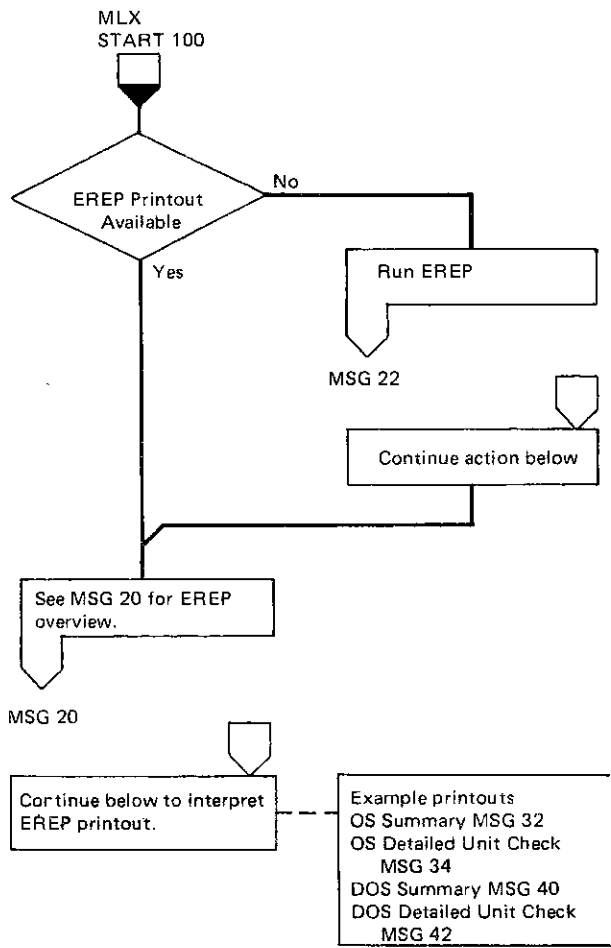 MLX
START 100
EREP Printout
Available
No
Yes
Run EREP
MSG 22
Continue action below
See MSG 20 for EREP
overview.
MSG 20
Continue below to interpret
EREP printout.
Example printouts
OS Summary MSG 32
OS Detailed Unit Check
MSG 34
DOS Summary MSG 40
DOS Detailed Unit Check
MSG 42